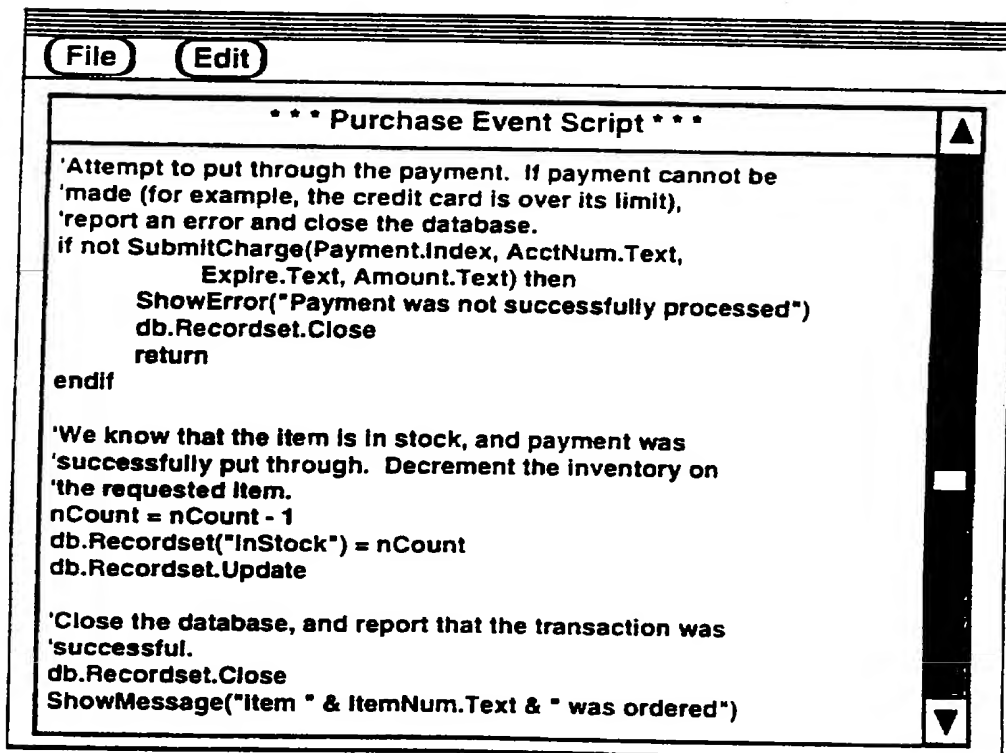 File Edit
* * * Purchase Event Script * * *
'Attempt to put through the payment. If payment cannot be
'made (for example, the credit card is over its limit),
'report an error and close the database.
if not SubmitCharge(Payment.Index, AcctNum.Text,
Expire.Text, Amount.Text) then
ShowError("Payment was not successfully processed")
db.Recordset.Close
return
endif
'We know that the item is in stock, and payment was
'successfully put through. Decrement the inventory on
'the requested item.
nCount = nCount - 1
db.Recordset("InStock") = nCount
db.Recordset.Update
'Close the database, and report that the transaction was
'successful.
db.Recordset.Close
ShowMessage("Item " & ItemNum.Text & " was ordered")